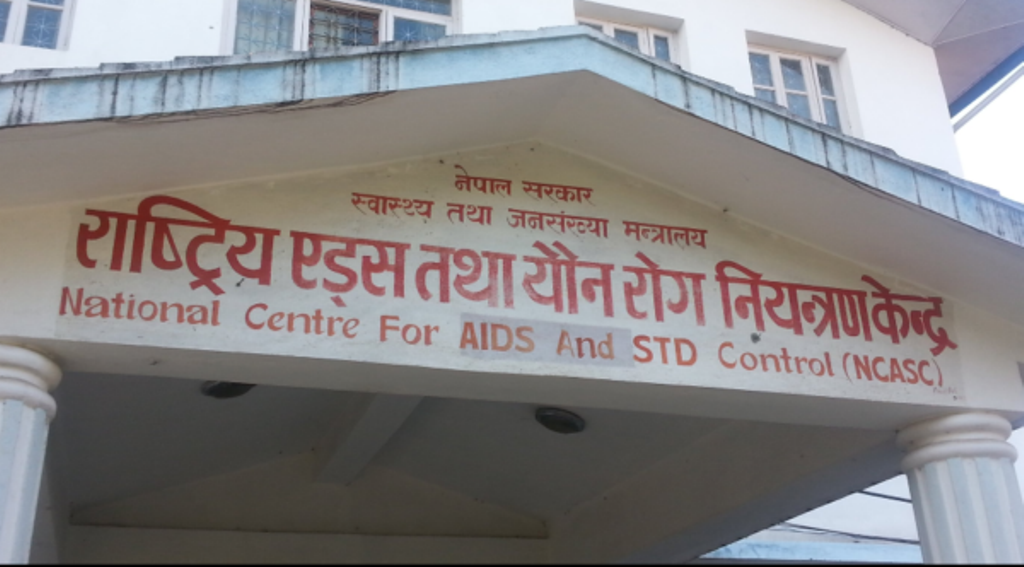 नेपाल सरकार
स्वास्थ्य तथा जनसंख्या मन्त्रालय
राष्ट्रिय एड्स तथा यौन रोग नियन्त्रण केन्द्र
National Centre For AIDS And STD Control (NCASC)